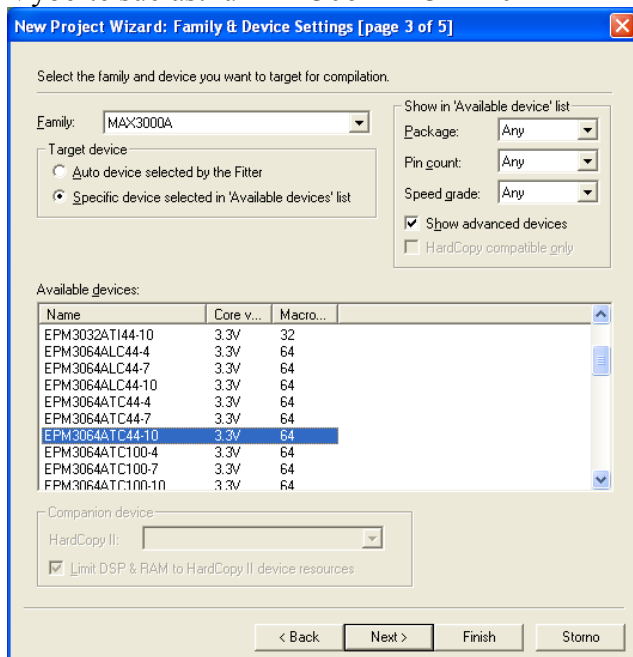 New Project Wizard: Family & Device Settings [page 3 of 5]
Select the family and device you want to target for compilation.
Family: MAX3000A
Target device
Auto device selected by the Fitter
Specific device selected in 'Available devices' list
Show in 'Available device' list
Package: Any
Pin count: Any
Speed grade: Any
Show advanced devices
HardCopy compatible only
Available devices:
Name Core v... Macro...
EPM3032ATI44-10 3.3V 32
EPM3064ALC44-4 3.3V 64
EPM3064ALC44-7 3.3V 64
EPM3064ALC44-10 3.3V 64
EPM3064ATC44-4 3.3V 64
EPM3064ATC44-7 3.3V 64
EPM3064ATC44-10 3.3V 64
EPM3064ATC100-4 3.3V 64
EPM3064ATC100-7 3.3V 64
EPM3064ATC100-10 3.3V 64
Companion device
HardCopy II:
Limit DSP & RAM to HardCopy II device resources
< Back Next > Finish Storno